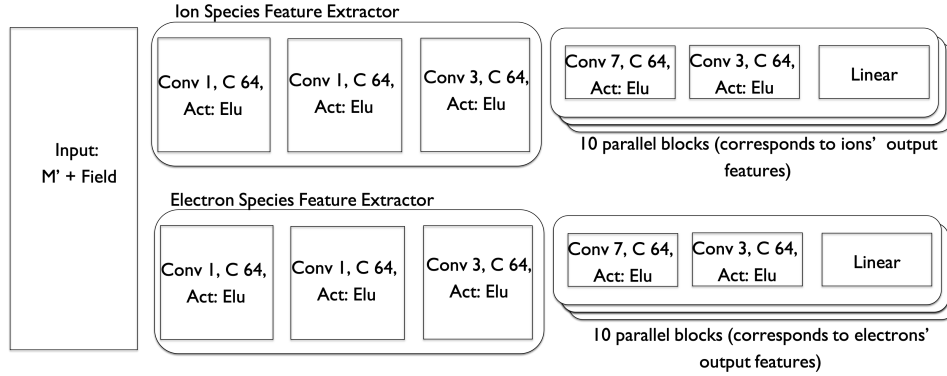 Ion Species Feature Extractor
Input:
M' + Field
Conv 1, C 64,
Act: Elu
Conv 1, C 64,
Act: Elu
Conv 3, C 64,
Act: Elu
Conv 7, C 64,
Act: Elu
Conv 3, C 64,
Act: Elu
Linear
10 parallel blocks (corresponds to ions' output
features)
Electron Species Feature Extractor
Conv 1, C 64,
Act: Elu
Conv 1, C 64,
Act: Elu
Conv 3, C 64,
Act: Elu
Conv 7, C 64,
Act: Elu
Conv 3, C 64,
Act: Elu
Linear
10 parallel blocks (corresponds to electrons'
output features)